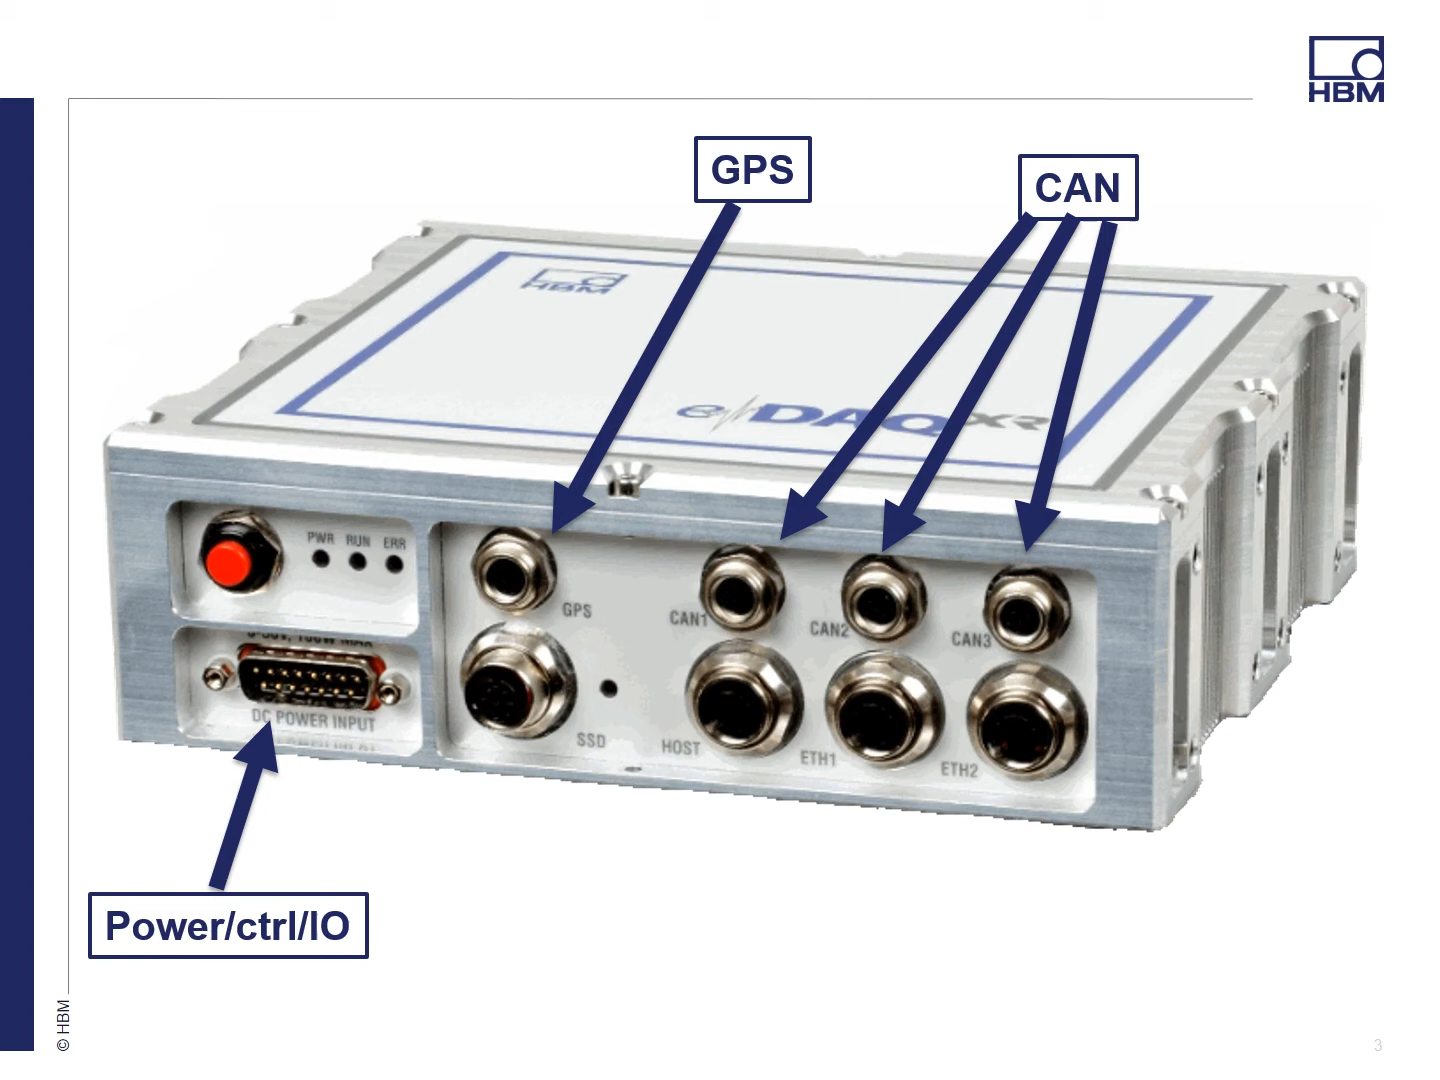 HBM
GPS
CAN
HBM
eDAQXR
PWR RUN ERR
GPS
CAN1
CAN2
CAN3
DC POWER INPUT
SSD
HOST
ETH1
ETH2
Power/ctrl/IO
© HBM
3